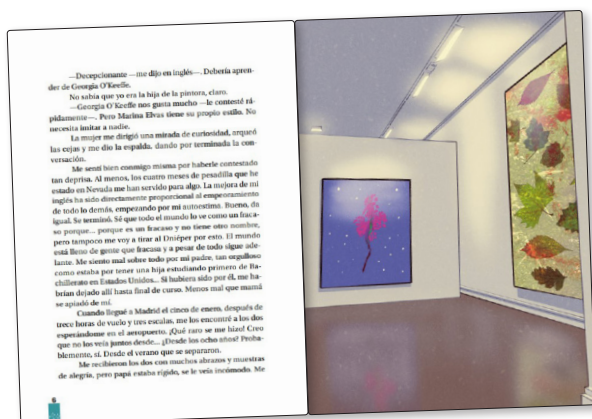 —Decepcionante —me dijo en inglés—. Debería apren-
der de Georgia O'Keeffe.
No sabía que yo era la hija de la pintora, claro.
—Georgia O'Keeffe nos gusta mucho —le contesté rá-
pidamente—. Pero Marina Elvas tiene su propio estilo. No
necesita imitar a nadie.
La mujer me dirigió una mirada de curiosidad, arqueó
las cejas y me dio la espalda, dando por terminada la con-
versación.
Me sentí bien conmigo misma por haberle contestado
tan deprisa. Al menos, los cuatro meses de pesadilla que he
estado en Nevada me han servido para algo. La mejora de mi
inglés ha sido directamente proporcional al empeoramiento
de todo lo demás, empezando por mi autoestima. Bueno, da
igual. Se terminó. Sé que todo el mundo lo ve como un fraca-
so porque... porque es un fracaso y no tiene otro nombre,
pero tampoco me voy a tirar al Dniéper por esto. El mundo
está lleno de gente que fracasa y a pesar de todo sigue ade-
lante. Me siento mal sobre todo por mi padre, tan orgulloso
como estaba por tener una hija estudiando primero de Ba-
chillerato en Estados Unidos... Si hubiera sido por él, me ha-
brían dejado allí hasta final de curso. Menos mal que mamá
se apiadó de mí.
Cuando llegué a Madrid el cinco de enero, después de
trece horas de vuelo y tres escalas, me los encontré a los dos
esperándome en el aeropuerto. ¡Qué raro se me hizo! Creo
que no los veía juntos desde... ¿Desde los ocho años? Proba-
blemente, sí. Desde el verano que se separaron.
Me recibieron los dos con muchos abrazos y muestras
de alegría, pero papá estaba rígido, se le veía incómodo. Me
6